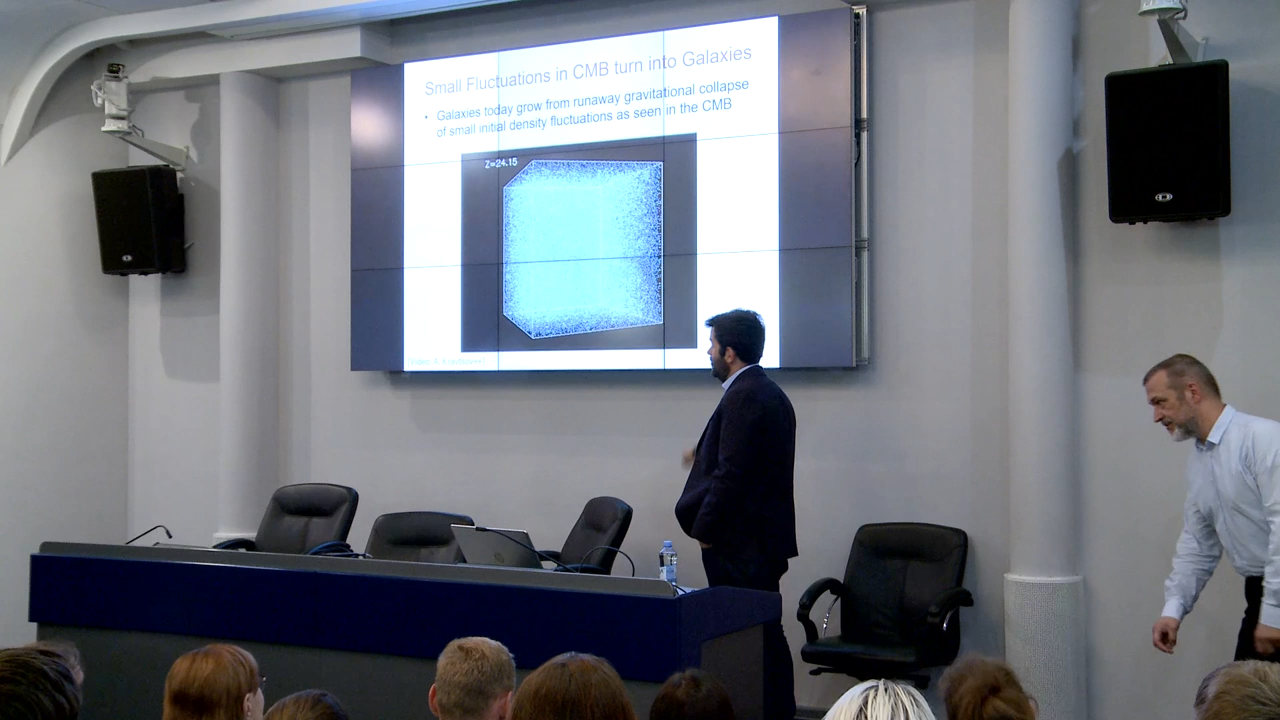 Small Fluctuations in CMB turn into Galaxies
• Galaxies today grow from runaway gravitational collapse
of small initial density fluctuations as seen in the CMB
Z=24.15